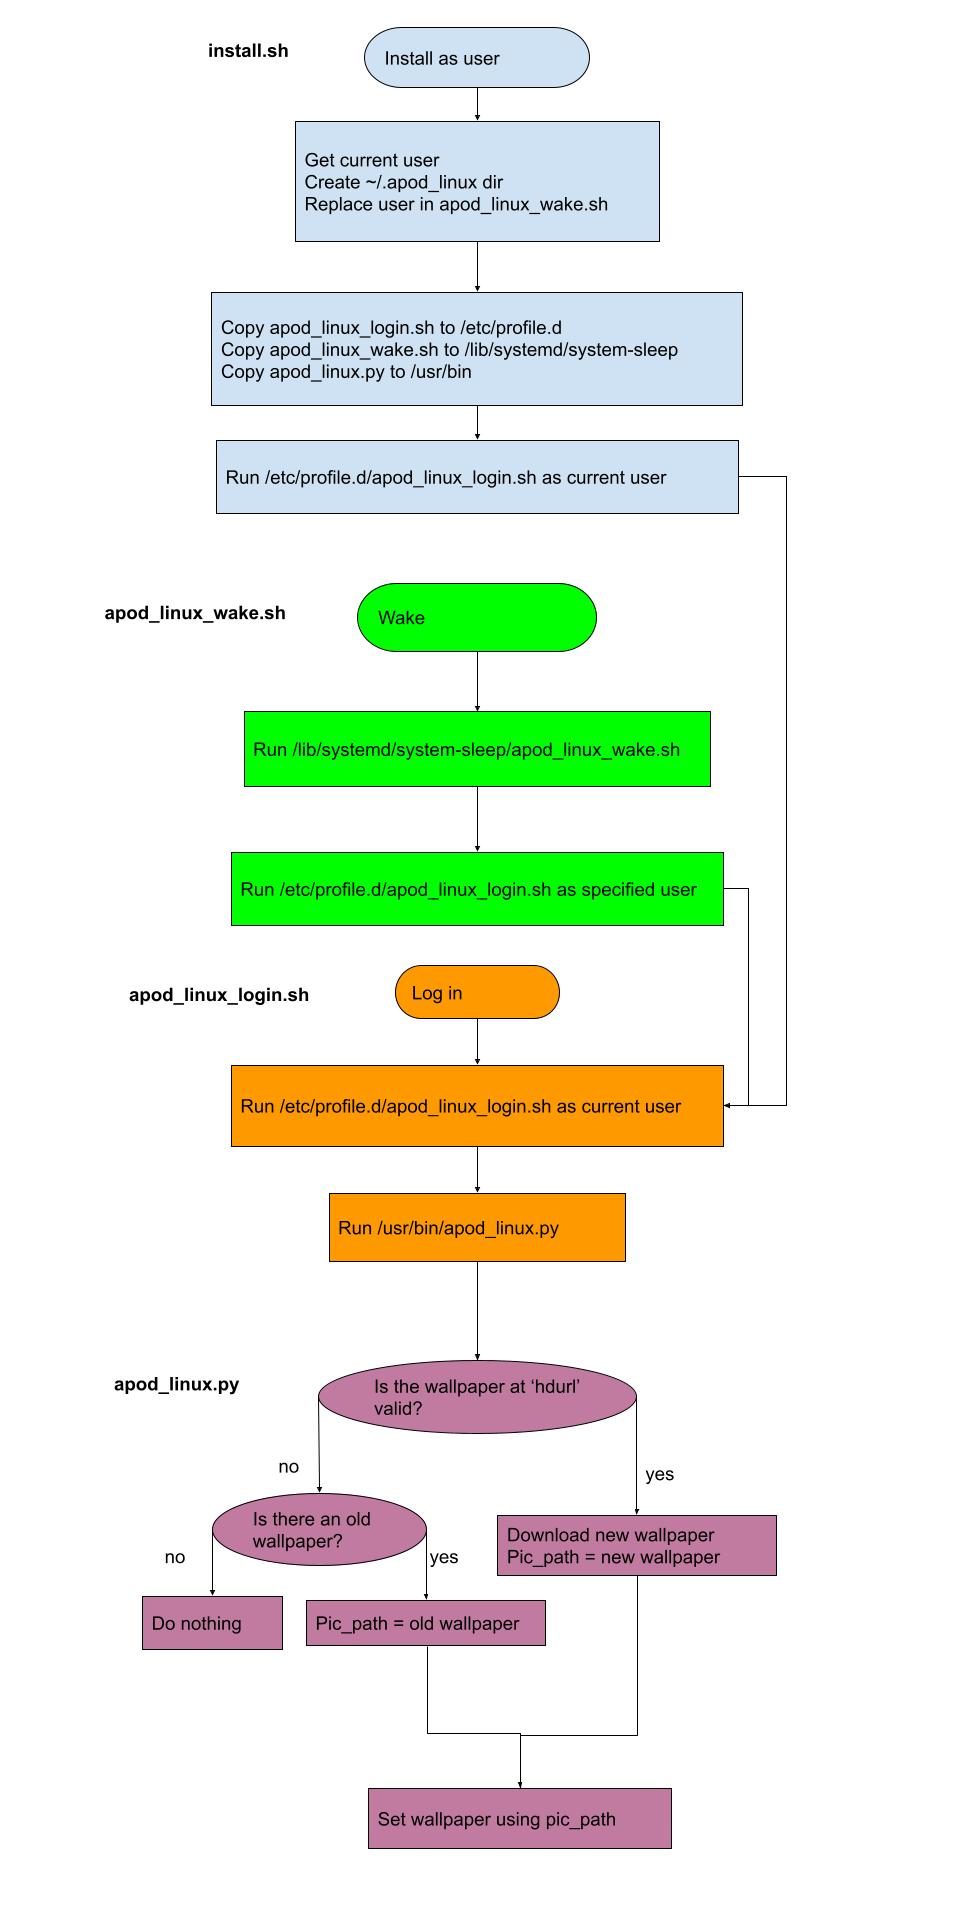 install.sh
Install as user
Get current user
Create ~/.apod_linux dir
Replace user in apod_linux_wake.sh
Copy apod_linux_login.sh to /etc/profile.d
Copy apod_linux_wake.sh to /lib/systemd/system-sleep
Copy apod_linux.py to /usr/bin
Run /etc/profile.d/apod_linux_login.sh as current user
apod_linux_wake.sh
Wake
Run /lib/systemd/system-sleep/apod_linux_wake.sh
Run /etc/profile.d/apod_linux_login.sh as specified user
apod_linux_login.sh
Log in
Run /etc/profile.d/apod_linux_login.sh as current user
Run /usr/bin/apod_linux.py
apod_linux.py
Is the wallpaper at ‘hdurl’
valid?
no
yes
Is there an old
wallpaper?
Download new wallpaper
Pic_path = new wallpaper
no
yes
Do nothing
Pic_path = old wallpaper
Set wallpaper using pic_path